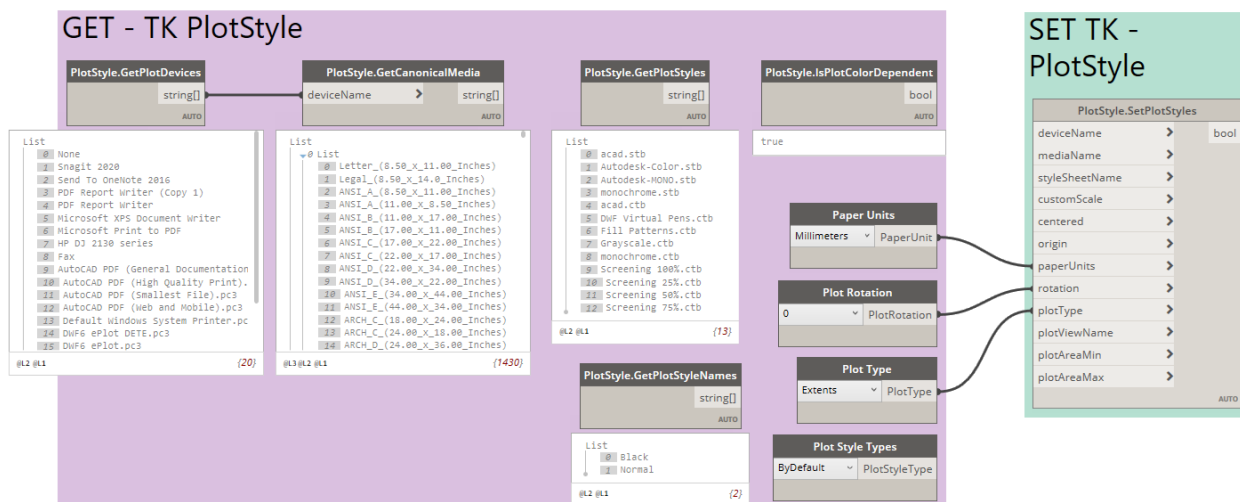 GET - TK PlotStyle
PlotStyle.GetPlotDevices
string[]
AUTO
List
0 None
1 Snagit 2020
2 Send To OneNote 2016
3 PDF Report Writer (Copy 1)
4 PDF Report Writer
5 Microsoft XPS Document Writer
6 Microsoft Print to PDF
7 HP DJ 2130 series
8 Fax
9 AutoCAD PDF (General Documentation
10 AutoCAD PDF (High Quality Print).
11 AutoCAD PDF (Smallest File).pc3
12 AutoCAD PDF (Web and Mobile).pc3
13 Default Windows System Printer.pc
14 DWF6 ePlot DETE.pc3
15 DWF6 ePlot.pc3
@L2 @L1 {20}
PlotStyle.GetCanonicalMedia
deviceName > string[]
AUTO
List
0 List
0 Letter_(8.50_x_11.00_Inches)
1 Legal_(8.50_x_14.0_Inches)
2 ANSI_A_(8.50_x_11.00_Inches)
3 ANSI_A_(11.00_x_8.50_Inches)
4 ANSI_B_(11.00_x_17.00_Inches)
5 ANSI_B_(17.00_x_11.00_Inches)
6 ANSI_C_(17.00_x_22.00_Inches)
7 ANSI_C_(22.00_x_17.00_Inches)
8 ANSI_D_(22.00_x_34.00_Inches)
9 ANSI_D_(34.00_x_22.00_Inches)
10 ANSI_E_(34.00_x_44.00_Inches)
11 ANSI_E_(44.00_x_34.00_Inches)
12 ARCH_C_(18.00_x_24.00_Inches)
13 ARCH_C_(24.00_x_18.00_Inches)
14 ARCH_D_(24.00_x_36.00_Inches)
@L3 @L2 @L1 {1430}
PlotStyle.GetPlotStyles
string[]
AUTO
List
0 acad.stb
1 Autodesk-Color.stb
2 Autodesk-MONO.stb
3 monochrome.stb
4 acad.ctb
5 DWF Virtual Pens.ctb
6 Fill Patterns.ctb
7 Grayscale.ctb
8 monochrome.ctb
9 Screening 100%.ctb
10 Screening 25%.ctb
11 Screening 50%.ctb
12 Screening 75%.ctb
@L2 @L1 {13}
PlotStyle.GetPlotStyleNames
string[]
AUTO
List
0 Black
1 Normal
@L2 @L1 {2}
PlotStyle.IsPlotColorDependent
bool
AUTO
true
Paper Units
Millimeters PaperUnit
Plot Rotation
0 PlotRotation
Plot Type
Extents PlotType
Plot Style Types
ByDefault PlotStyleType
SET TK -
PlotStyle
PlotStyle.SetPlotStyles
deviceName > bool
mediaName >
styleSheetName >
customScale >
centered >
origin >
paperUnits >
rotation >
plotType >
plotViewName >
plotAreaMin >
plotAreaMax >
AUTO